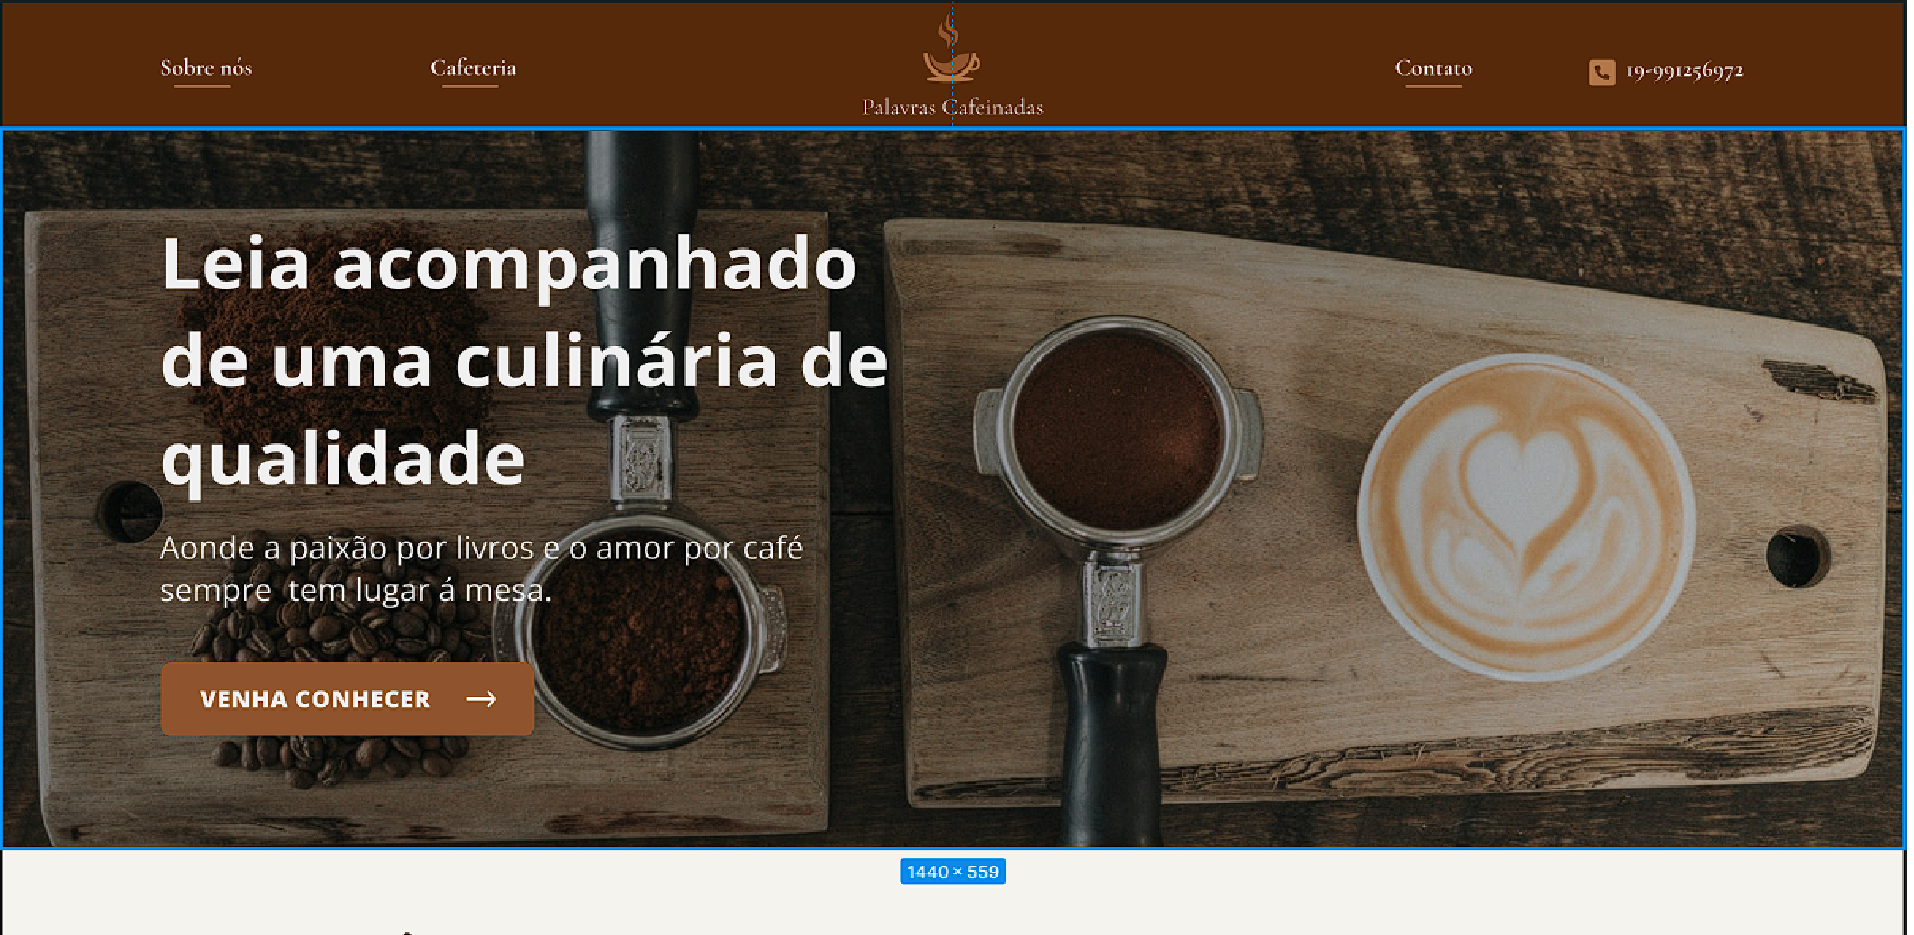 Sobre nós
Cafeteria
Palavras Cafeinadas
Contato
19-991256972
Leia acompanhado
de uma culinária de
qualidade
Aonde a paixão por livros e o amor por café
sempre  tem lugar á mesa.
VENHA CONHECER
1440 × 559